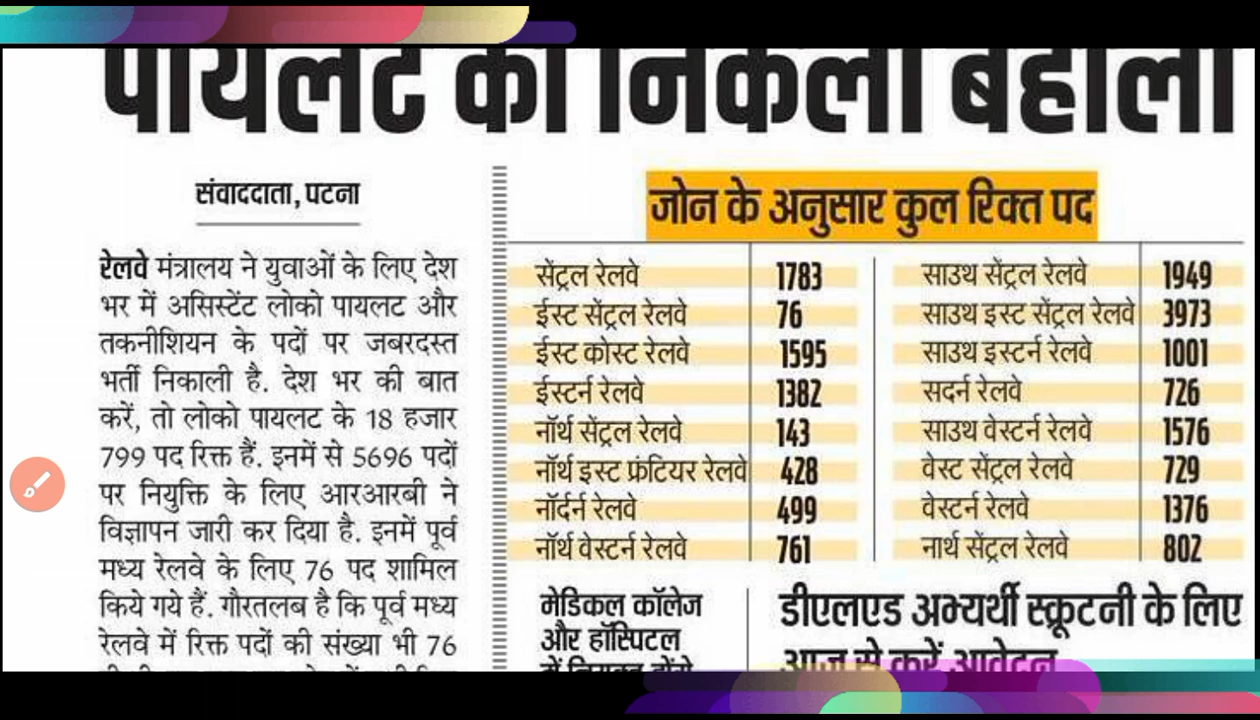 पायलट की निकली बहाली
संवाददाता, पटना
रेलवे मंत्रालय ने युवाओं के लिए देश
भर में असिस्टेंट लोको पायलट और
तकनीशियन के पदों पर जबरदस्त
भर्ती निकाली है. देश भर की बात
करें, तो लोको पायलट के 18 हजार
799 पद रिक्त हैं. इनमें से 5696 पदों
पर नियुक्ति के लिए आरआरबी ने
विज्ञापन जारी कर दिया है. इनमें पूर्व
मध्य रेलवे के लिए 76 पद शामिल
किये गये हैं. गौरतलब है कि पूर्व मध्य
रेलवे में रिक्त पदों की संख्या भी 76
जोन के अनुसार कुल रिक्त पद
सेंट्रल रेलवे 1783
ईस्ट सेंट्रल रेलवे 76
ईस्ट कोस्ट रेलवे 1595
ईस्टर्न रेलवे 1382
नॉर्थ सेंट्रल रेलवे 143
नॉर्थ इस्ट फ्रंटियर रेलवे 428
नॉर्दर्न रेलवे 499
नॉर्थ वेस्टर्न रेलवे 761
साउथ सेंट्रल रेलवे 1949
साउथ इस्ट सेंट्रल रेलवे 3973
साउथ इस्टर्न रेलवे 1001
सदर्न रेलवे 726
साउथ वेस्टर्न रेलवे 1576
वेस्ट सेंट्रल रेलवे 729
वेस्टर्न रेलवे 1376
नार्थ सेंट्रल रेलवे 802
मेडिकल कॉलेज
और हॉस्पिटल
में नियुक्त होंगे
डीएलएड अभ्यर्थी स्क्रूटनी के लिए
आज से करें आवेदन